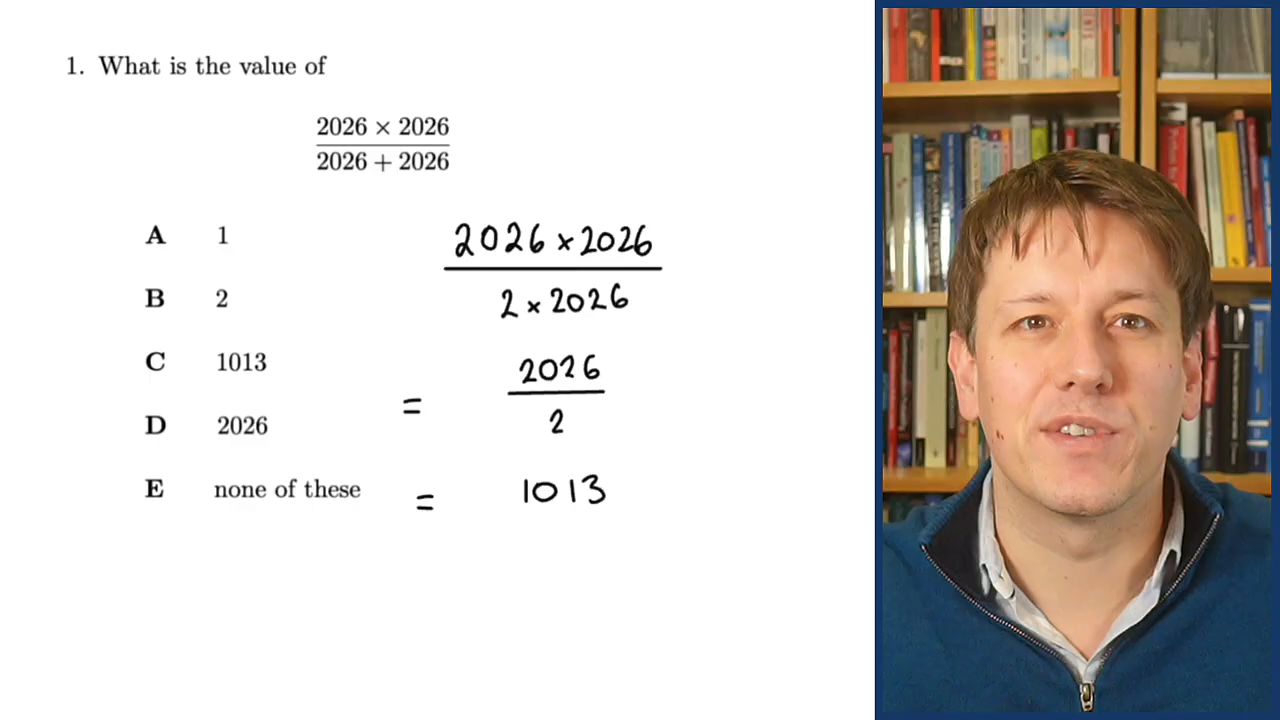 1. What is the value of
2026 × 2026
2026 + 2026
A 1
B 2
C 1013
D 2026
E none of these
2026 × 2026
2 × 2026
= 2026
2
= 1013